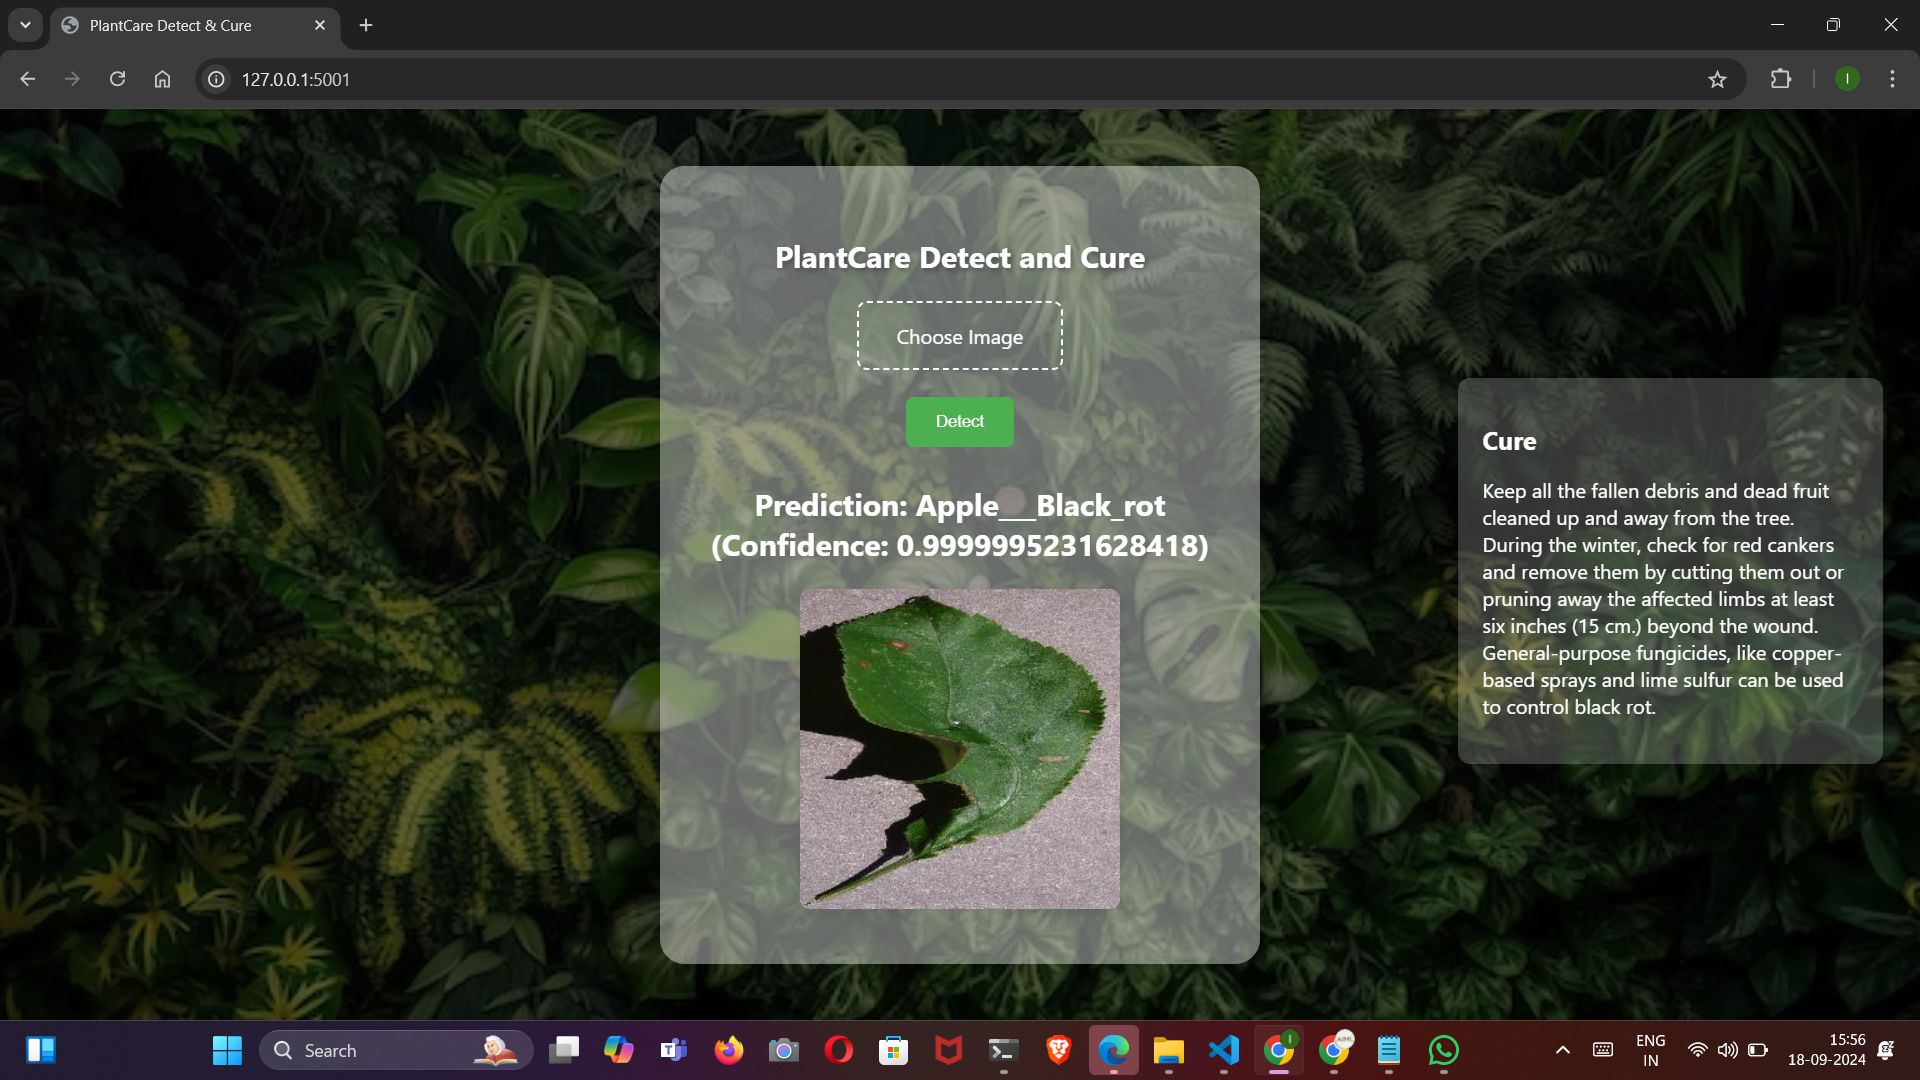 PlantCare Detect & Cure
127.0.0.1:5001
I
PlantCare Detect and Cure
Choose Image
Detect
Prediction: Apple___Black_rot
(Confidence: 0.9999995231628418)
Cure
Keep all the fallen debris and dead fruit
cleaned up and away from the tree.
During the winter, check for red cankers
and remove them by cutting them out or
pruning away the affected limbs at least
six inches (15 cm.) beyond the wound.
General-purpose fungicides, like copper-
based sprays and lime sulfur can be used
to control black rot.
Search
ENG
IN
15:56
18-09-2024